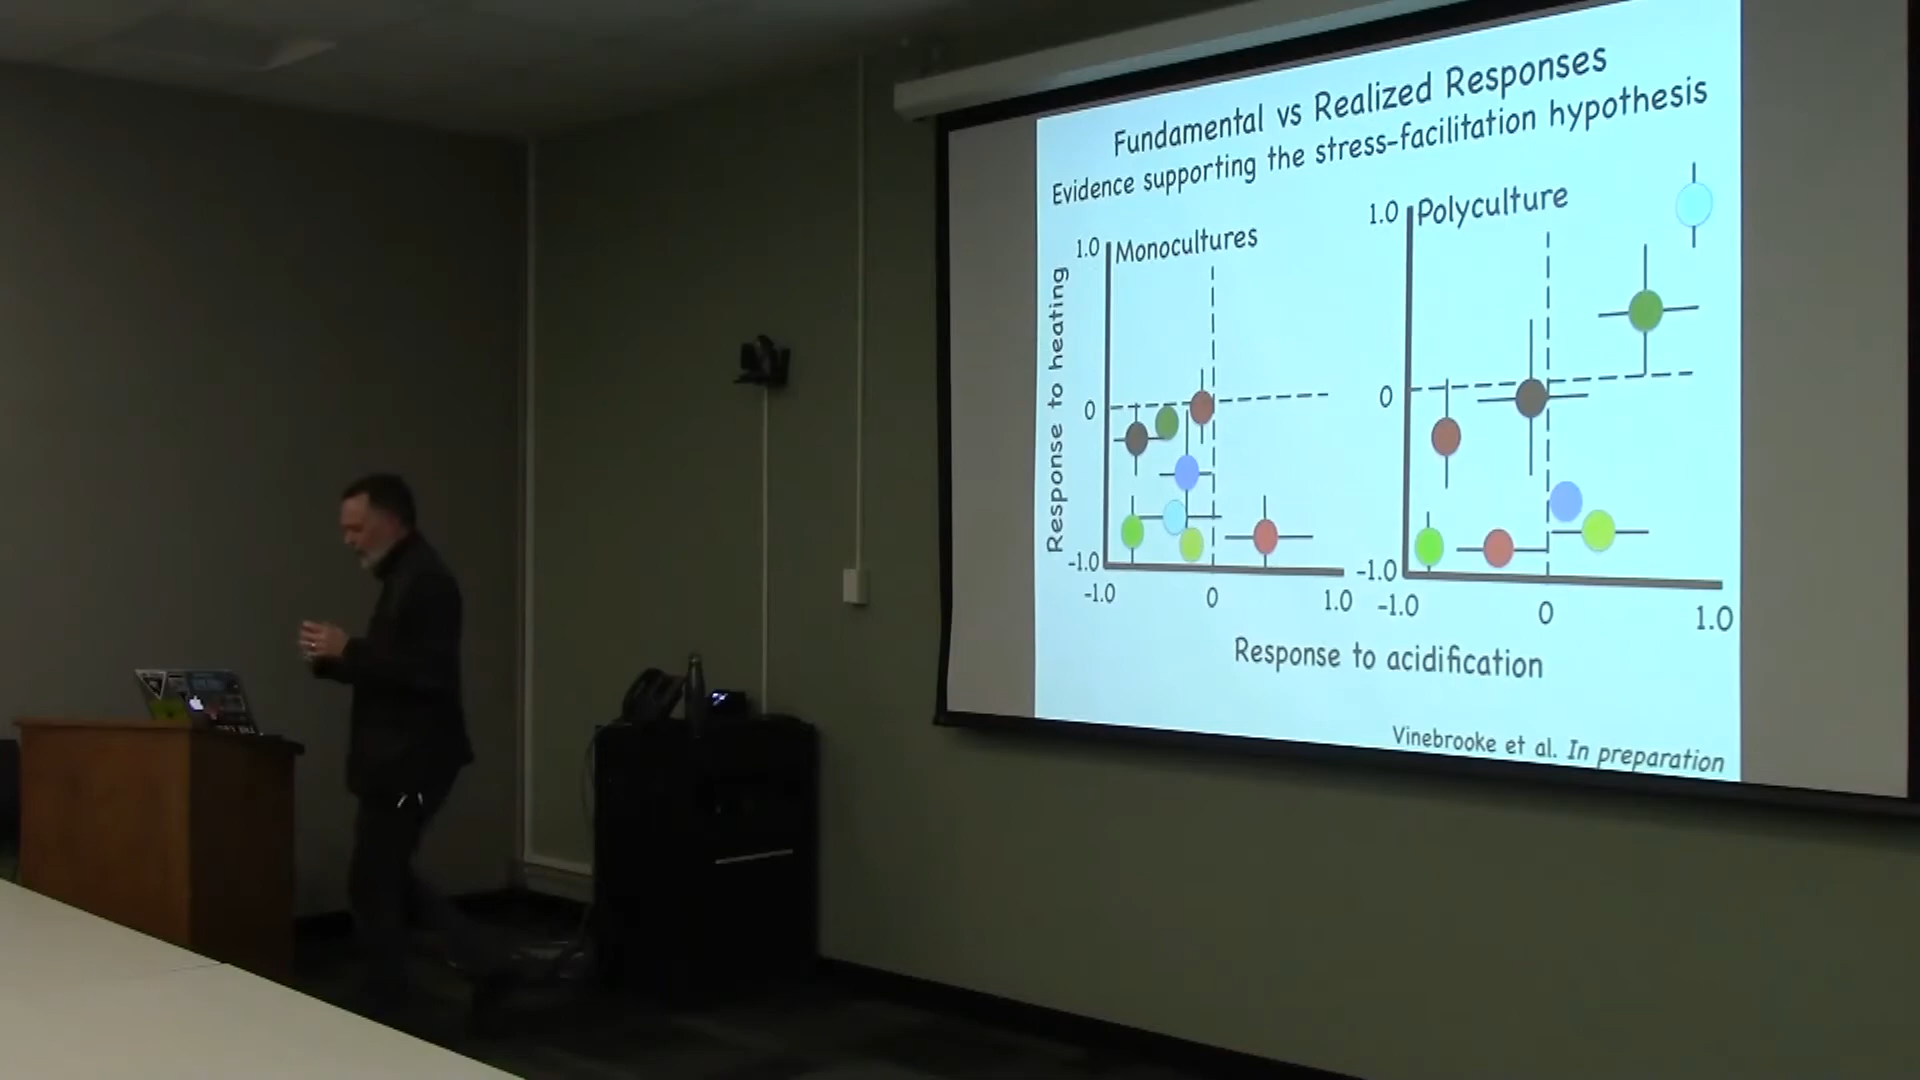 Fundamental vs Realized Responses
Evidence supporting the stress-facilitation hypothesis
Monocultures
Polyculture
Response to heating
1.0
0
-1.0
-1.0
0
1.0
1.0
0
-1.0
-1.0
0
1.0
Response to acidification
Vinebrooke et al. In preparation